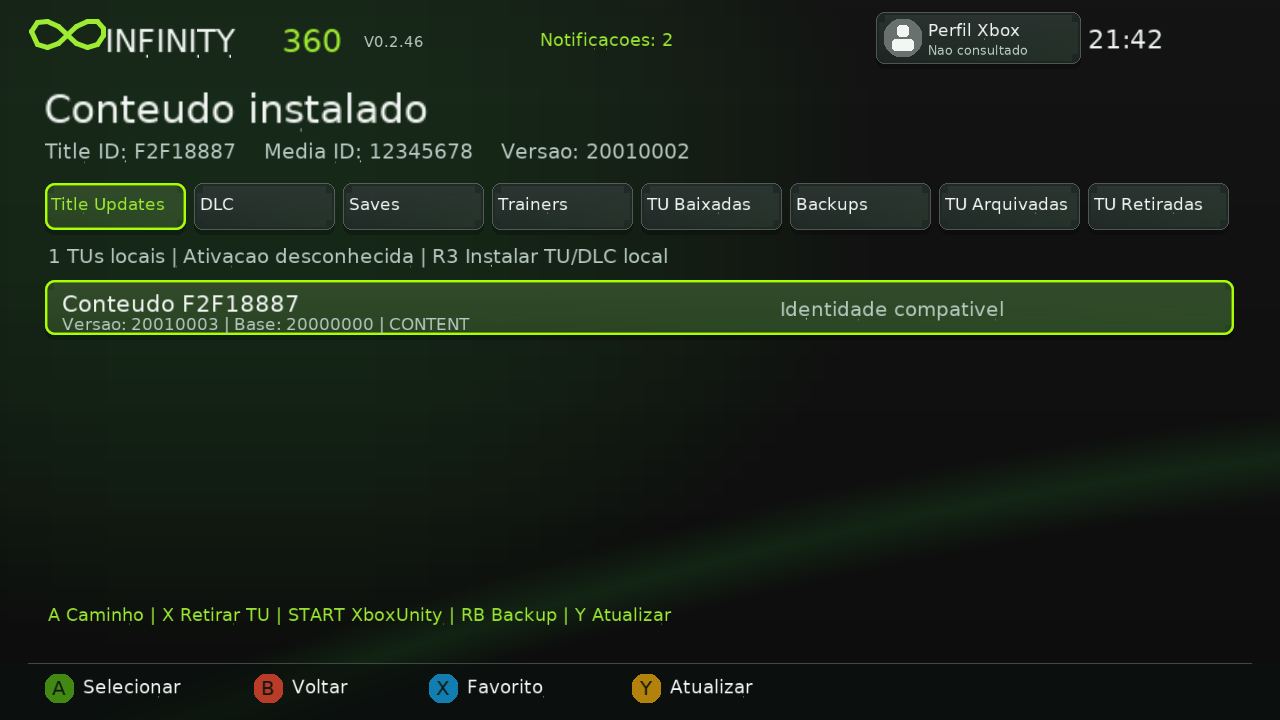 INFINITY 360 V0.2.46 Notificacoes: 2 Perfil Xbox 21:42
Nao consultado
Conteudo instalado
Title ID: F2F18887 Media ID: 12345678 Versao: 20010002
Title Updates DLC Saves Trainers TU Baixadas Backups TU Arquivadas TU Retiradas
1 TUs locais | Ativacao desconhecida | R3 Instalar TU/DLC local
Conteudo F2F18887 Identidade compativel
Versao: 20010003 | Base: 20000000 | CONTENT
A Caminho | X Retirar TU | START XboxUnity | RB Backup | Y Atualizar
A Selecionar B Voltar X Favorito Y Atualizar